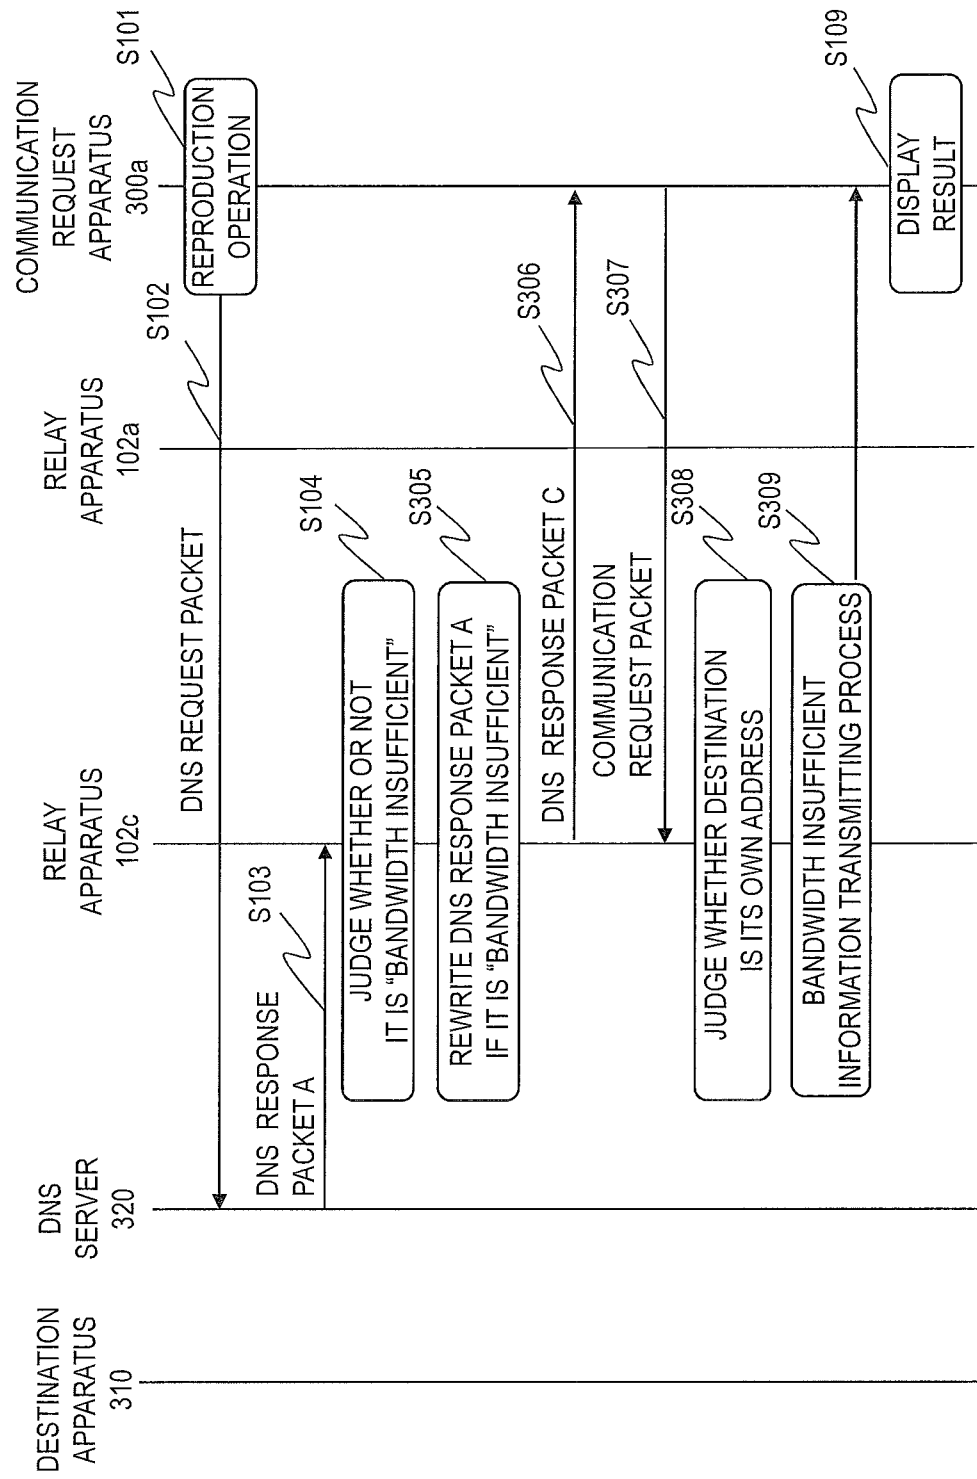 DESTINATION
APPARATUS
310
DNS
SERVER
320
RELAY
APPARATUS
102c
RELAY
APPARATUS
102a
COMMUNICATION
REQUEST
APPARATUS
300a
S101
REPRODUCTION
OPERATION
S102
DNS REQUEST PACKET
DNS RESPONSE
PACKET A
S103
JUDGE WHETHER OR NOT
IT IS "BANDWIDTH INSUFFICIENT"
S104
REWRITE DNS RESPONSE PACKET A
IF IT IS "BANDWIDTH INSUFFICIENT"
S305
DNS RESPONSE PACKET C
S306
COMMUNICATION
REQUEST PACKET
S307
JUDGE WHETHER DESTINATION
IS ITS OWN ADDRESS
S308
BANDWIDTH INSUFFICIENT
INFORMATION TRANSMITTING PROCESS
S309
DISPLAY
RESULT
S109